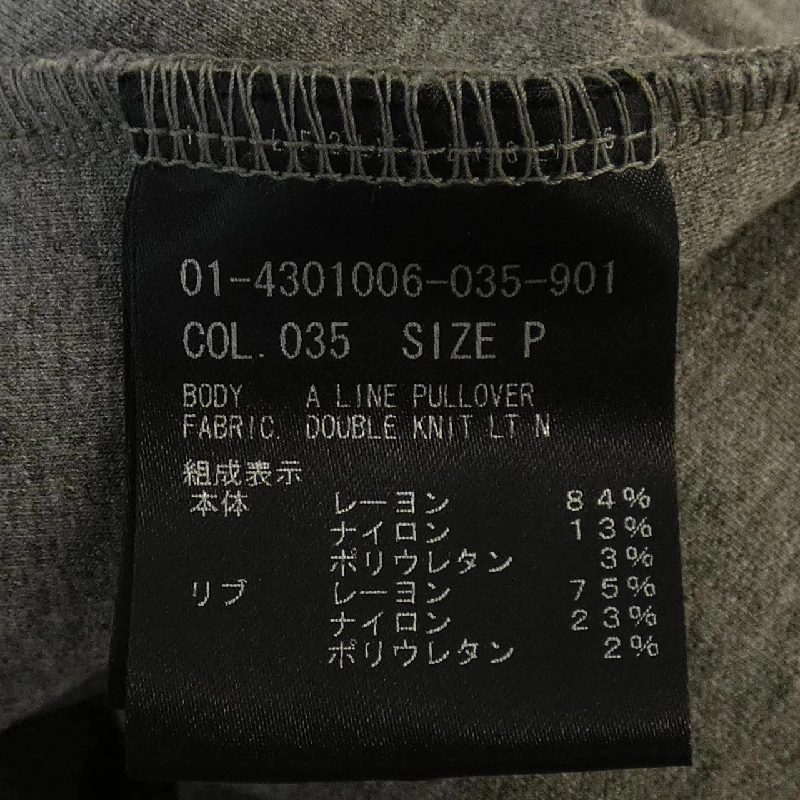 01-4301006-035-901
COL. 035 SIZE P
BODY A LINE PULLOVER
FABRIC. DOUBLE KNIT LT N
組成表示
本体 レーヨン 84%
ナイロン 13%
ポリウレタン 3%
リブ レーヨン 75%
ナイロン 23%
ポリウレタン 2%